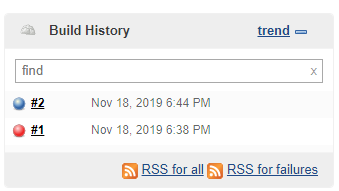 Build History trend
find x
#2 Nov 18, 2019 6:44 PM
#1 Nov 18, 2019 6:38 PM
RSS for all RSS for failures